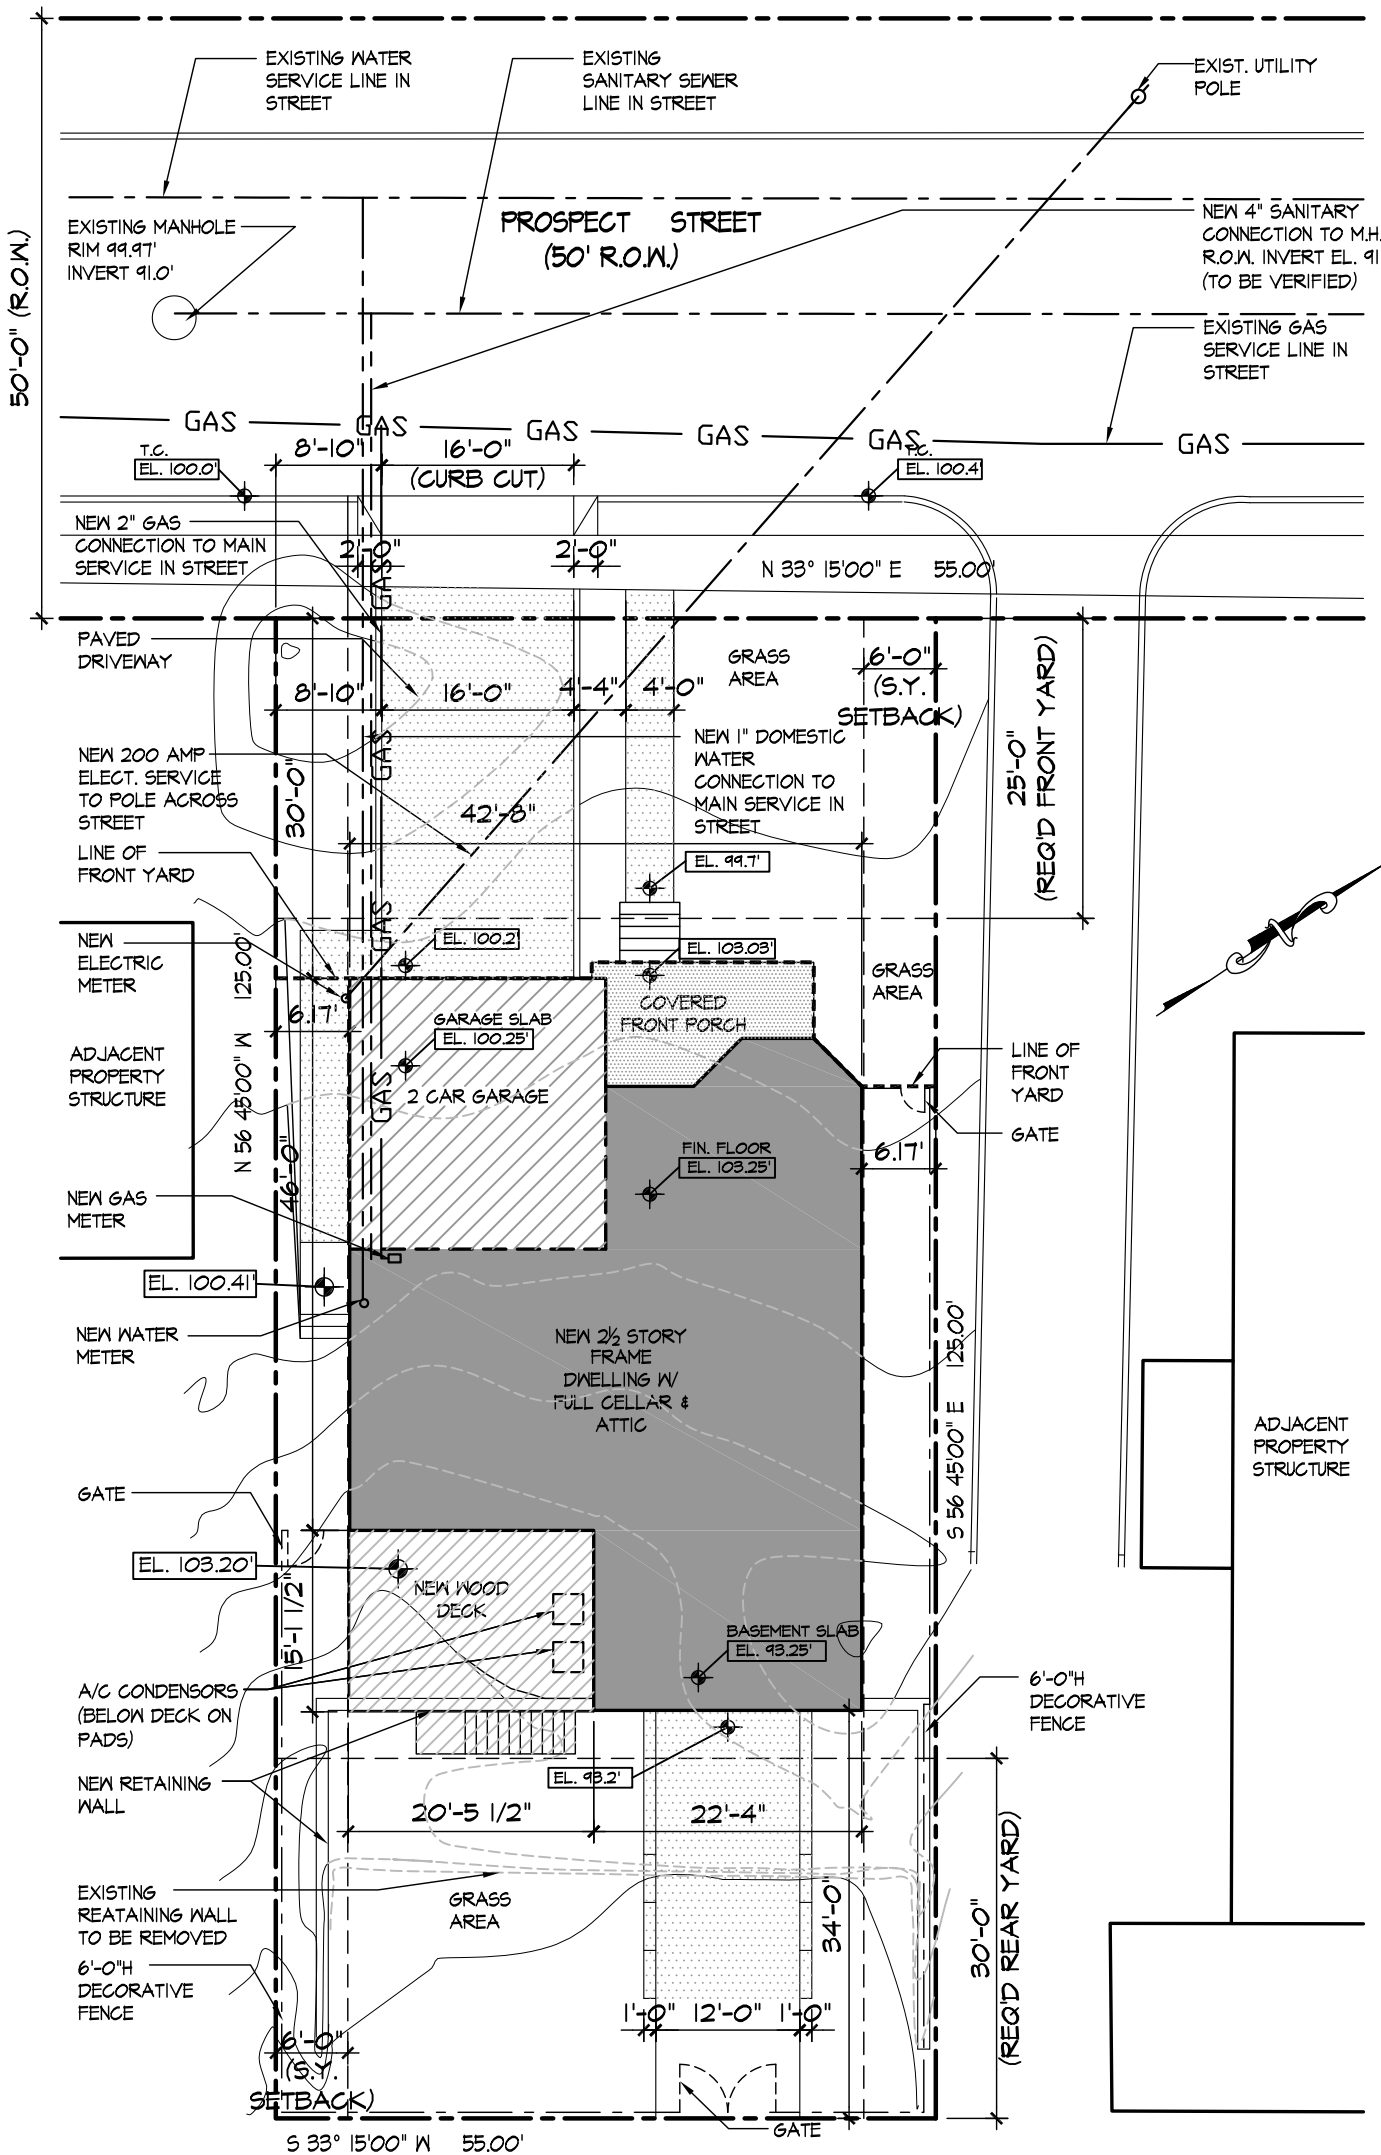 EXISTING WATER
SERVICE LINE IN
STREET
EXISTING
SANITARY SEWER
LINE IN STREET
EXIST. UTILITY
POLE
50'-0" (R.O.W.)
EXISTING MANHOLE
RIM 99.97'
INVERT 91.0'
PROSPECT STREET
(50' R.O.W.)
NEW 4" SANITARY
CONNECTION TO M.H.
R.O.W. INVERT EL. 91
(TO BE VERIFIED)
EXISTING GAS
SERVICE LINE IN
STREET
GAS
GAS
GAS
GAS
GAS
GAS
T.C.
EL. 100.0'
8'-10"
16'-0"
(CURB CUT)
T.C.
EL. 100.4'
NEW 2" GAS
CONNECTION TO MAIN
SERVICE IN STREET
2'-0"
GAS
2'-0"
N 33° 15'00" E 55.00'
PAVED
DRIVEWAY
GRASS
AREA
6'-0"
(S.Y.
SETBACK)
25'-0"
(REQ'D FRONT YARD)
8'-10"
16'-0"
4'-4"
4'-0"
NEW 200 AMP
ELECT. SERVICE
TO POLE ACROSS
STREET
30'-0"
GAS
NEW 1" DOMESTIC
WATER
CONNECTION TO
MAIN SERVICE IN
STREET
42'-8"
LINE OF
FRONT YARD
EL. 99.7'
NEW
ELECTRIC
METER
N 56 45'00" W 125.00'
GAS
EL. 100.2'
EL. 103.03'
GRASS
AREA
6.17'
GARAGE SLAB
EL. 100.25'
COVERED
FRONT PORCH
ADJACENT
PROPERTY
STRUCTURE
GAS
2 CAR GARAGE
LINE OF
FRONT
YARD
GATE
FIN. FLOOR
EL. 103.25'
6.17'
46'-0"
NEW GAS
METER
EL. 100.41'
NEW WATER
METER
NEW 2½ STORY
FRAME
DWELLING W/
FULL CELLAR &
ATTIC
S 56 45'00" E 125.00'
ADJACENT
PROPERTY
STRUCTURE
GATE
EL. 103.20'
NEW WOOD
DECK
15'-1 1/2"
BASEMENT SLAB
EL. 93.25'
A/C CONDENSORS
(BELOW DECK ON
PADS)
6'-0"H
DECORATIVE
FENCE
NEW RETAINING
WALL
EL. 93.2'
20'-5 1/2"
22'-4"
EXISTING
REATAINING WALL
TO BE REMOVED
GRASS
AREA
34'-0"
30'-0"
(REQ'D REAR YARD)
6'-0"H
DECORATIVE
FENCE
1'-0"
12'-0"
1'-0"
6'-0"
(S.Y.
SETBACK)
GATE
S 33° 15'00" W 55.00'